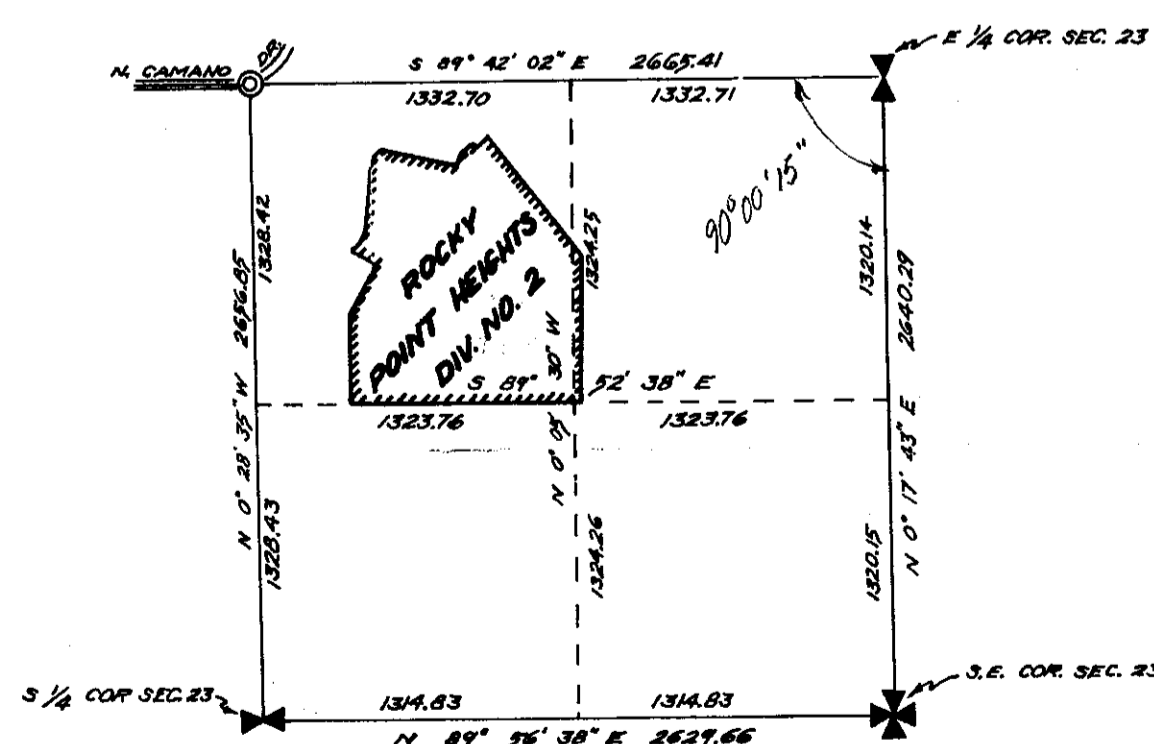 E 1/4 COR. SEC. 23
N. CAMANO DR.
S 89° 42' 02" E 2665.41
1332.70
1332.71
90°00'15"
1328.42
N 0° 28' 35" W 2656.85
1328.43
ROCKY
POINT HEIGHTS
DIV. NO. 2
1324.25
N 0° 05' 30" W
1324.26
1320.14
N 0° 17' 43" E 2640.29
1320.15
S 89° 52' 38" E
1323.76
1323.76
S 1/4 COR SEC. 23
S.E. COR. SEC. 23
1314.83
1314.83
N 89° 56' 38" E 2629.66